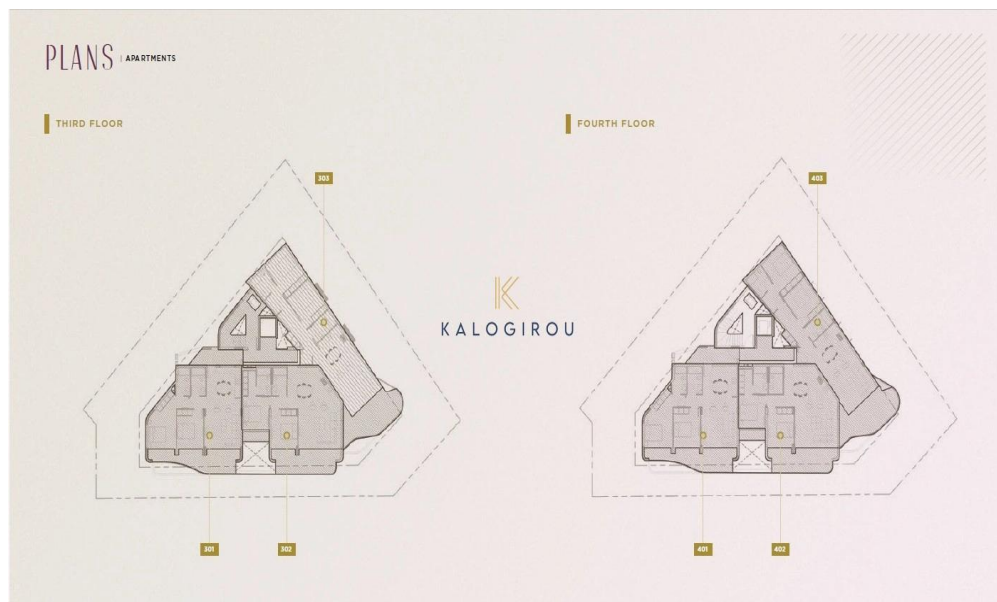 PLANS | APARTMENTS
THIRD FLOOR
FOURTH FLOOR
303
403
K
KALOGIROU
301
302
401
402